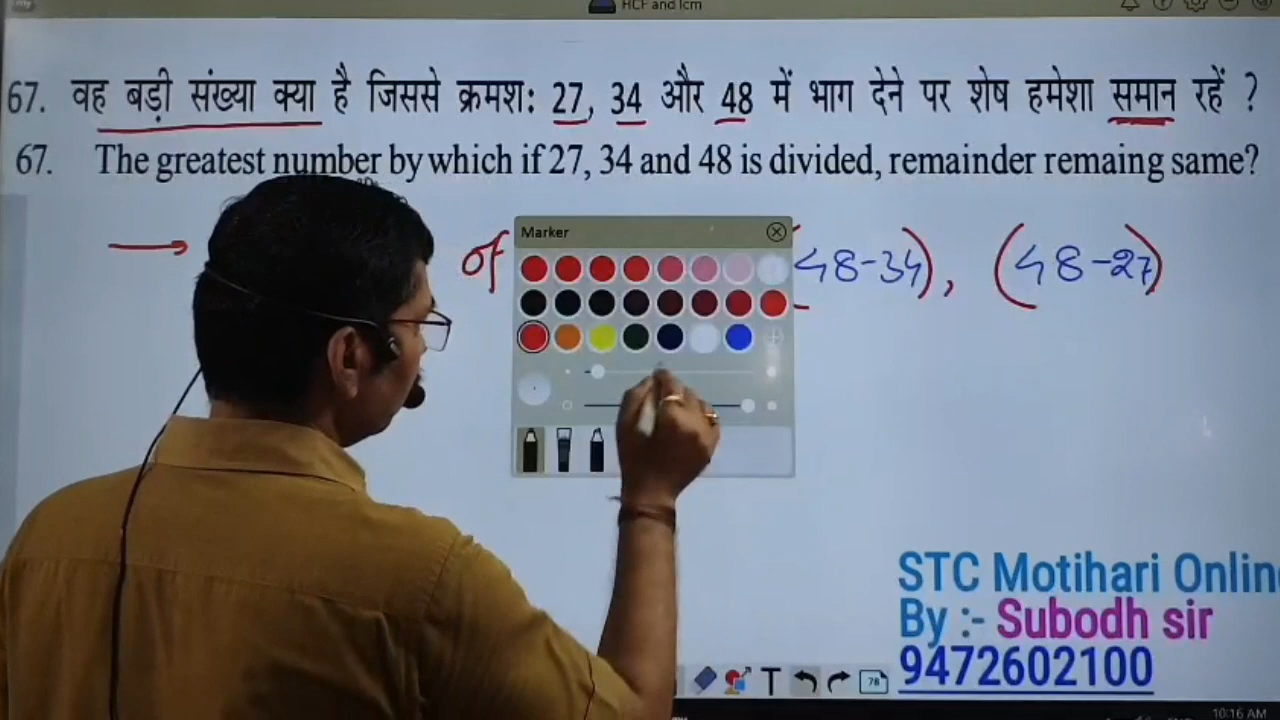 HCF and lcm
67. वह बड़ी संख्या क्या है जिससे क्रमश: 27, 34 और 48 में भाग देने पर शेष हमेशा समान रहें ?
67. The greatest number by which if 27, 34 and 48 is divided, remainder remaing same?
of (48-34), (48-27)
Marker
STC Motihari Onlin
By :- Subodh sir
9472602100
T
78
10:16 AM